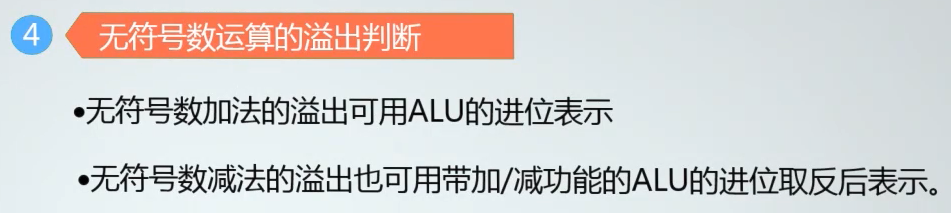 4 无符号数运算的溢出判断
•无符号数加法的溢出可用ALU的进位表示
•无符号数减法的溢出也可用带加/减功能的ALU的进位取反后表示。